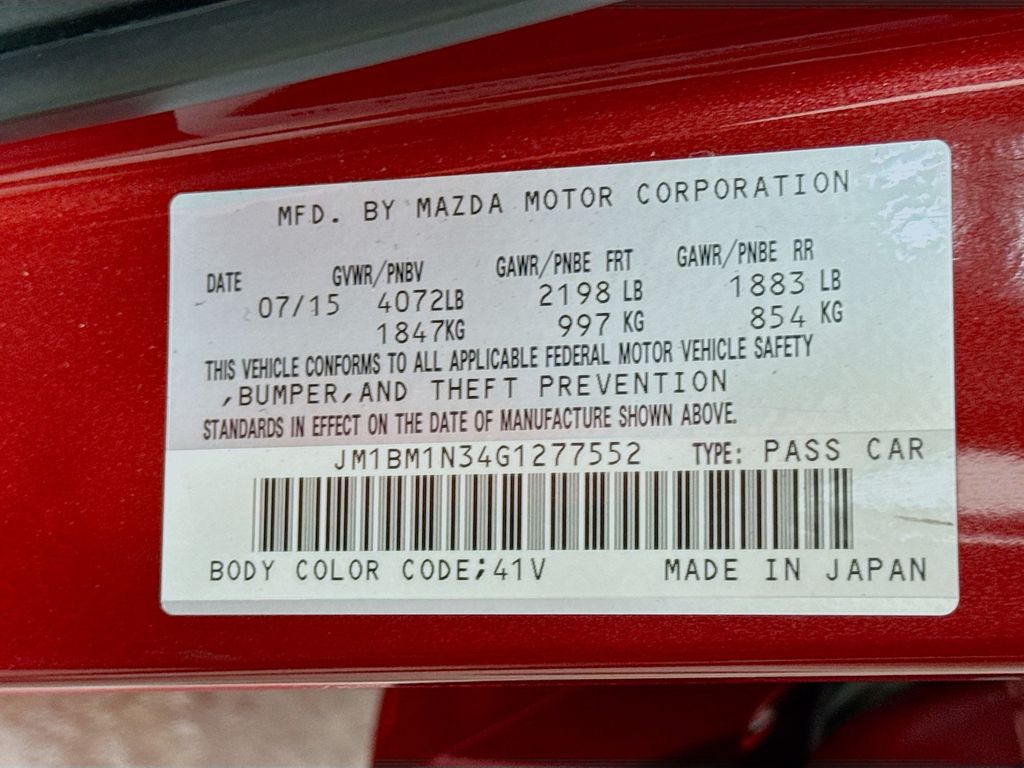 MFD. BY MAZDA MOTOR CORPORATION
DATE GVWR/PNBV GAWR/PNBE FRT GAWR/PNBE RR
07/15 4072LB 2198 LB 1883 LB
1847KG 997 KG 854 KG
THIS VEHICLE CONFORMS TO ALL APPLICABLE FEDERAL MOTOR VEHICLE SAFETY
,BUMPER,AND THEFT PREVENTION
STANDARDS IN EFFECT ON THE DATE OF MANUFACTURE SHOWN ABOVE.
JM1BM1N34G1277552 TYPE: PASS CAR
BODY COLOR CODE;41V MADE IN JAPAN